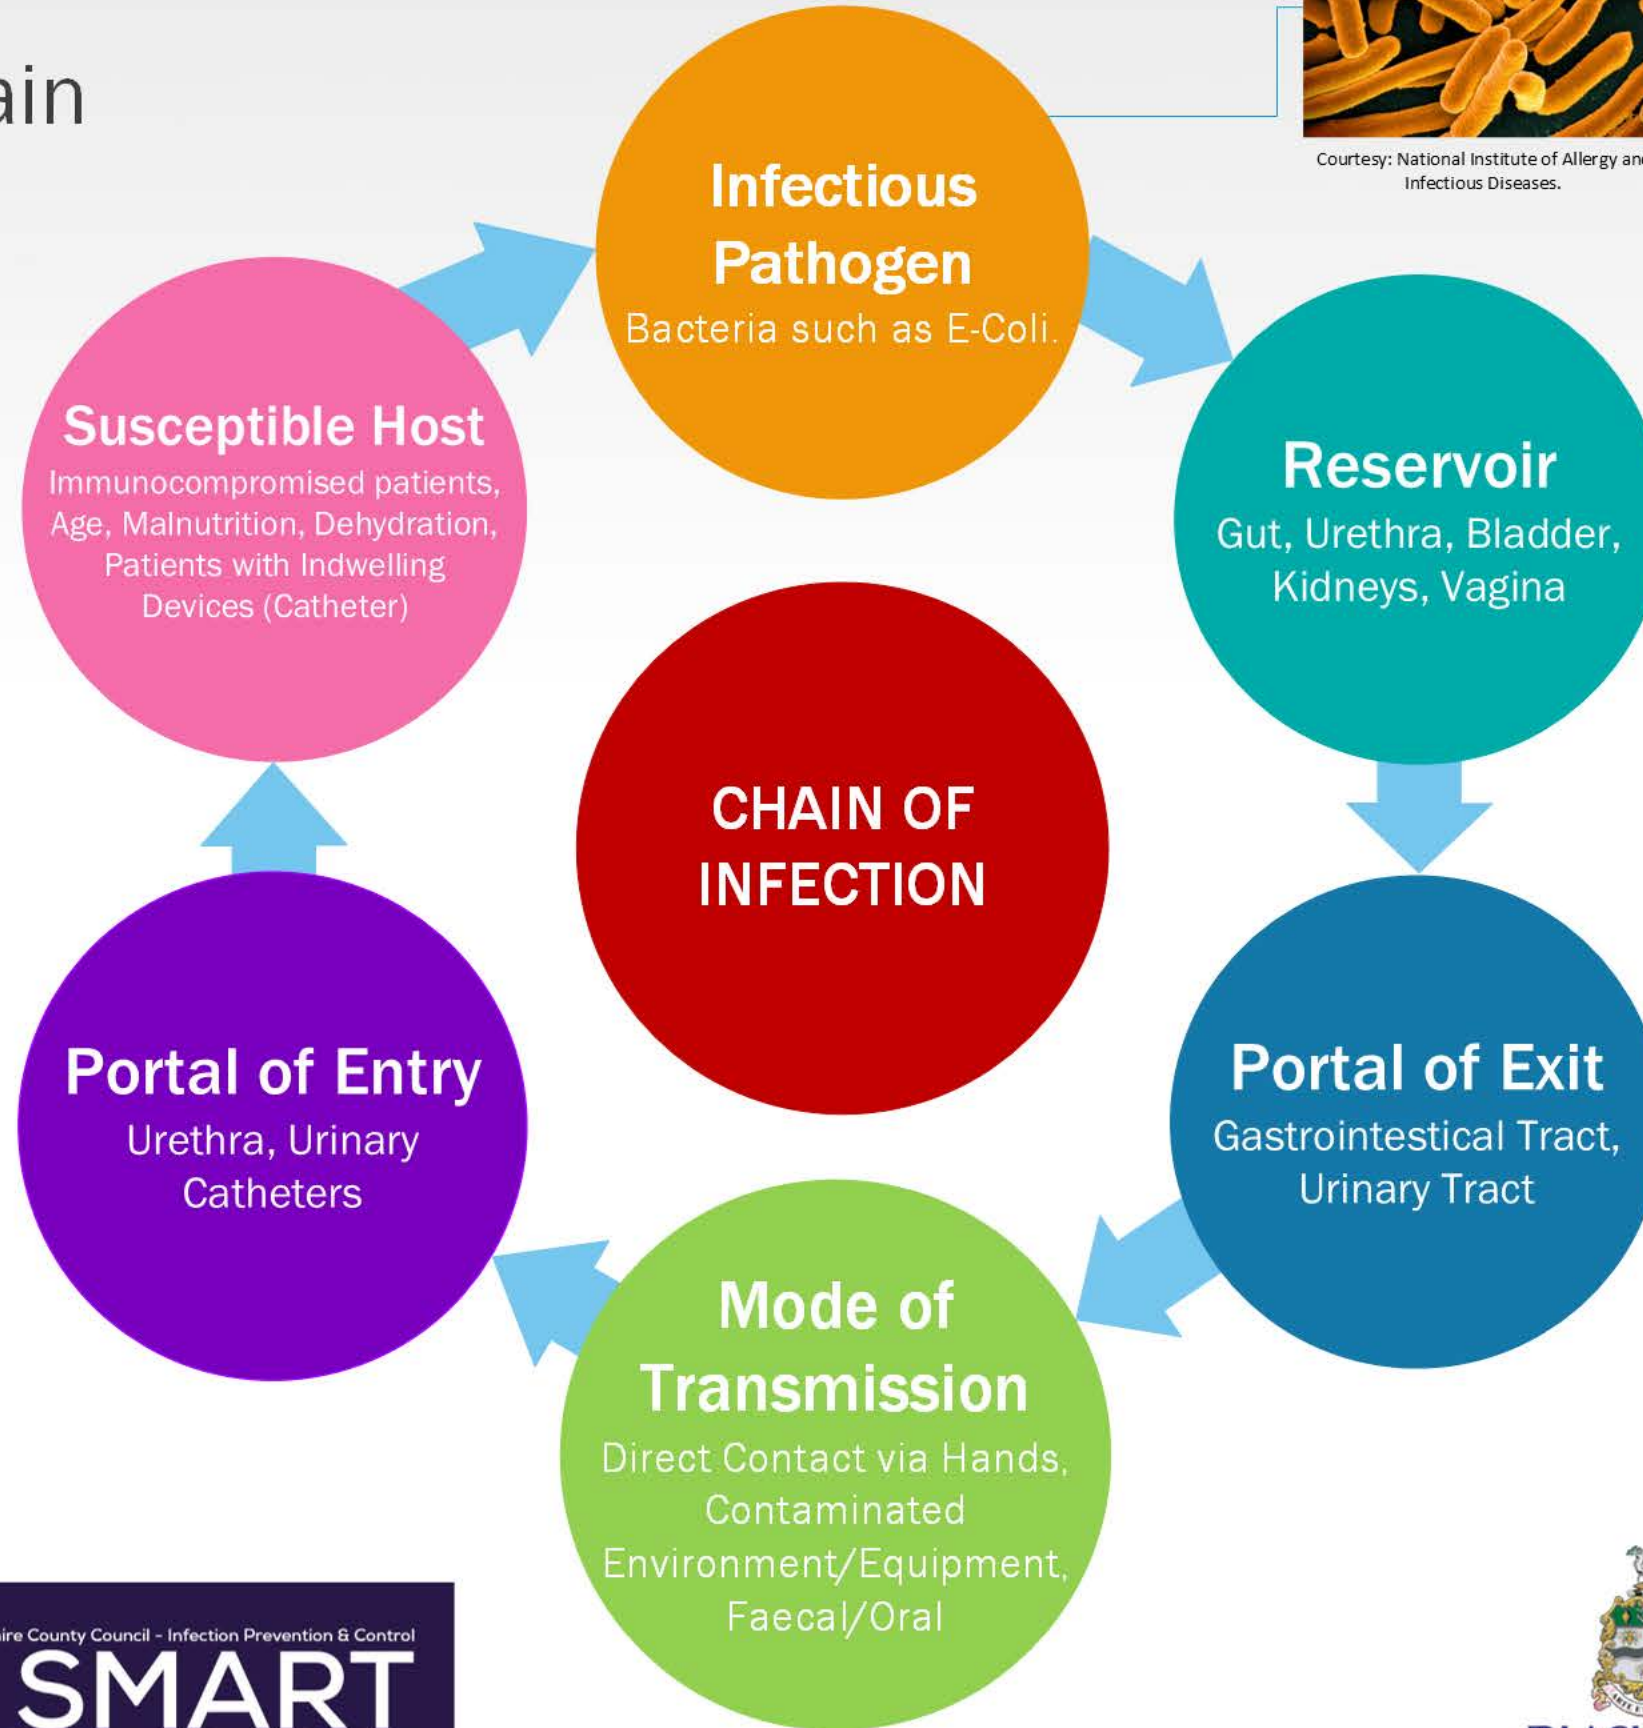 ain
Courtesy: National Institute of Allergy and
Infectious Diseases.
Infectious
Pathogen
Bacteria such as E-Coli.
Reservoir
Gut, Urethra, Bladder,
Kidneys, Vagina
Portal of Exit
Gastrointestical Tract,
Urinary Tract
Mode of
Transmission
Direct Contact via Hands,
Contaminated
Environment/Equipment,
Faecal/Oral
Portal of Entry
Urethra, Urinary
Catheters
Susceptible Host
Immunocompromised patients,
Age, Malnutrition, Dehydration,
Patients with Indwelling
Devices (Catheter)
CHAIN OF
INFECTION
ire County Council - Infection Prevention & Control
SMART